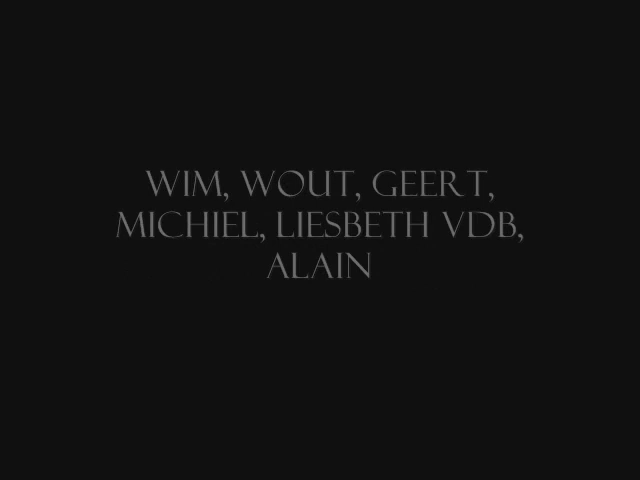 WIM, WOUT, GEERT,
MICHIEL, LIESBETH VDB,
ALAIN